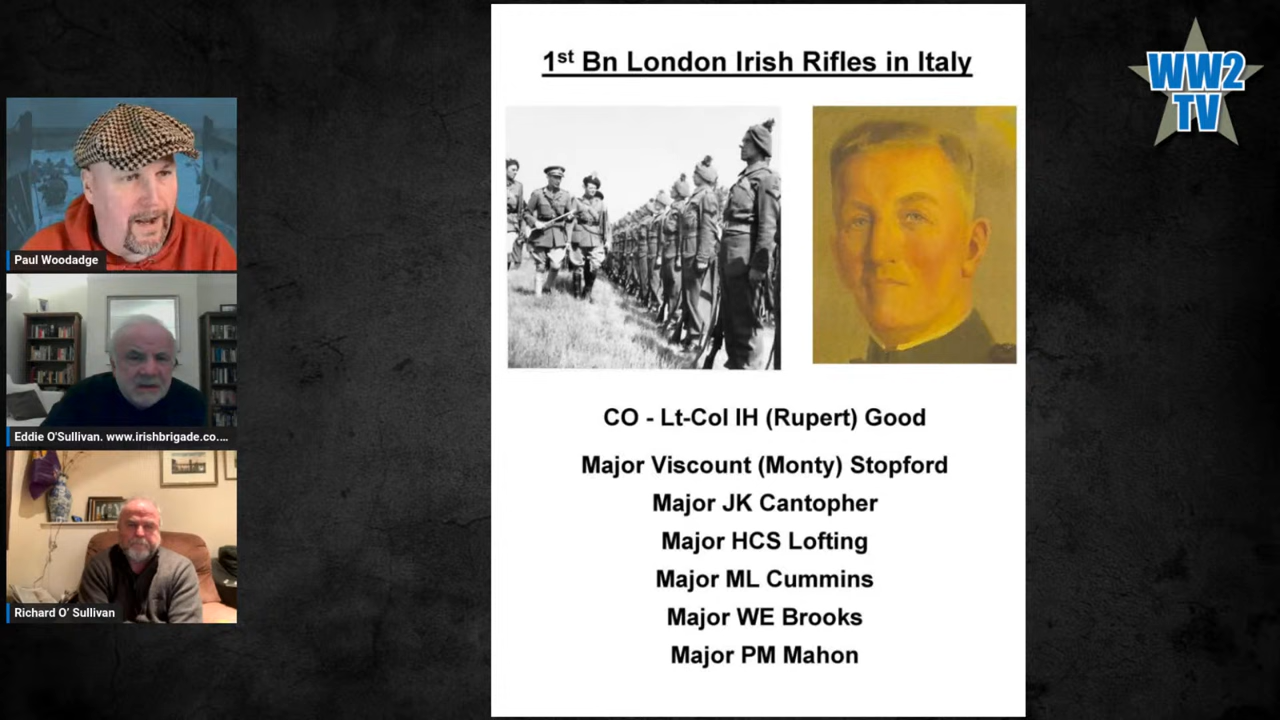 1st Bn London Irish Rifles in Italy
WW2
TV
Paul Woodadge
Eddie O'Sullivan. www.irishbrigade.co....
Richard O' Sullivan
CO - Lt-Col IH (Rupert) Good
Major Viscount (Monty) Stopford
Major JK Cantopher
Major HCS Lofting
Major ML Cummins
Major WE Brooks
Major PM Mahon